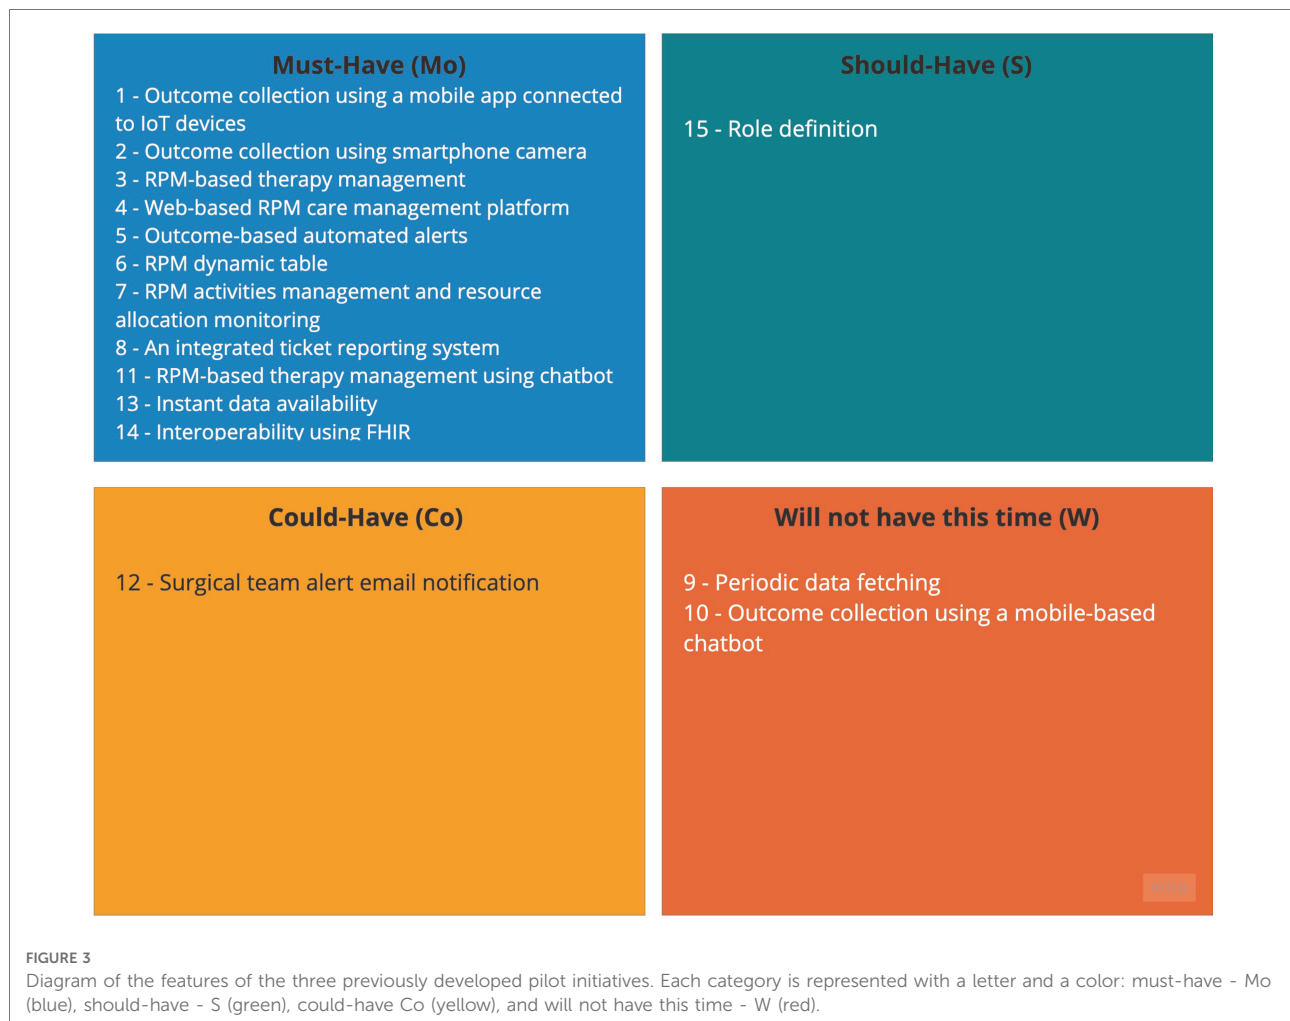 Must-Have (Mo)
1 - Outcome collection using a mobile app connected
to IoT devices
2 - Outcome collection using smartphone camera
3 - RPM-based therapy management
4 - Web-based RPM care management platform
5 - Outcome-based automated alerts
6 - RPM dynamic table
7 - RPM activities management and resource
allocation monitoring
8 - An integrated ticket reporting system
11 - RPM-based therapy management using chatbot
13 - Instant data availability
14 - Interoperability using FHIR
Should-Have (S)
15 - Role definition
Could-Have (Co)
12 - Surgical team alert email notification
Will not have this time (W)
9 - Periodic data fetching
10 - Outcome collection using a mobile-based
chatbot
FIGURE 3
Diagram of the features of the three previously developed pilot initiatives. Each category is represented with a letter and a color: must-have - Mo
(blue), should-have - S (green), could-have Co (yellow), and will not have this time - W (red).